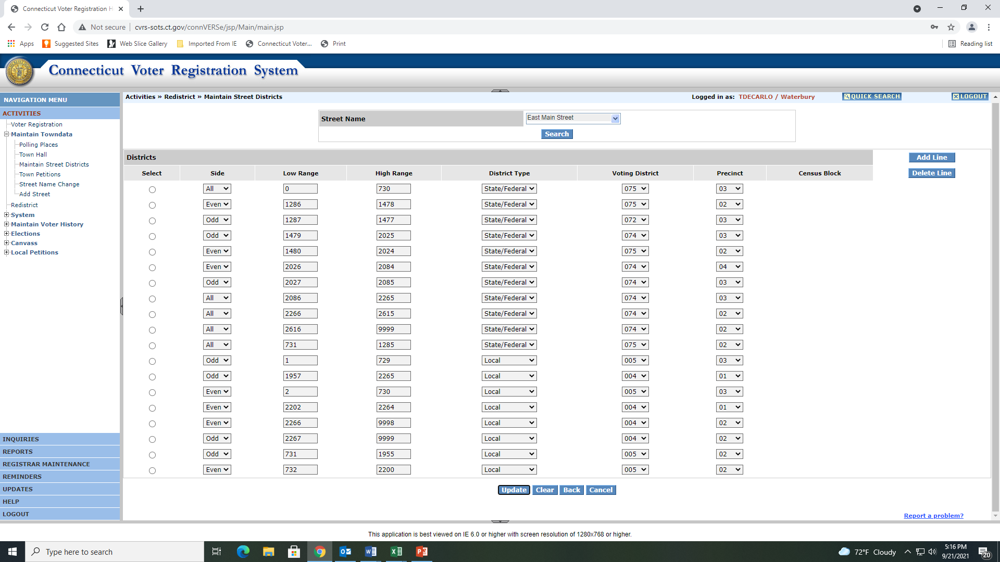 Connecticut Voter Registration H
Not secure cvrs-sots.ct.gov/connVERSe/jsp/Main/main.jsp
Apps Suggested Sites Web Slice Gallery Imported From IE Connecticut Voter... Print Reading list
Connecticut Voter Registration System
NAVIGATION MENU
ACTIVITIES
Voter Registration
Maintain Towndata
Polling Places
Town Hall
Maintain Street Districts
Town Petitions
Street Name Change
Add Street
Redistrict
System
Maintain Voter History
Elections
Canvass
Local Petitions
INQUIRIES
REPORTS
REGISTRAR MAINTENANCE
REMINDERS
UPDATES
HELP
LOGOUT
Activities » Redistrict » Maintain Street Districts Logged in as: TDECARLO / Waterbury QUICK SEARCH LOGOUT
Street Name East Main Street
Search
Districts Add Line
Select Side Low Range High Range District Type Voting District Precinct Census Block Delete Line
All 0 730 State/Federal 075 03
Even 1286 1478 State/Federal 075 02
Odd 1287 1477 State/Federal 072 03
Odd 1479 2025 State/Federal 074 03
Even 1480 2024 State/Federal 075 02
Even 2026 2084 State/Federal 074 04
Odd 2027 2085 State/Federal 074 03
All 2086 2265 State/Federal 074 03
All 2266 2615 State/Federal 074 02
All 2616 9999 State/Federal 074 02
All 731 1285 State/Federal 075 02
Odd 1 729 Local 005 03
Odd 1957 2265 Local 004 01
Even 2 730 Local 005 03
Even 2202 2264 Local 004 01
Even 2266 9998 Local 004 02
Odd 2267 9999 Local 004 02
Odd 731 1955 Local 005 02
Even 732 2200 Local 005 02
Update Clear Back Cancel
Report a problem?
This application is best viewed on IE 6.0 or higher with screen resolution of 1280x768 or higher.
Type here to search 72°F Cloudy 5:16 PM
9/21/2021 20